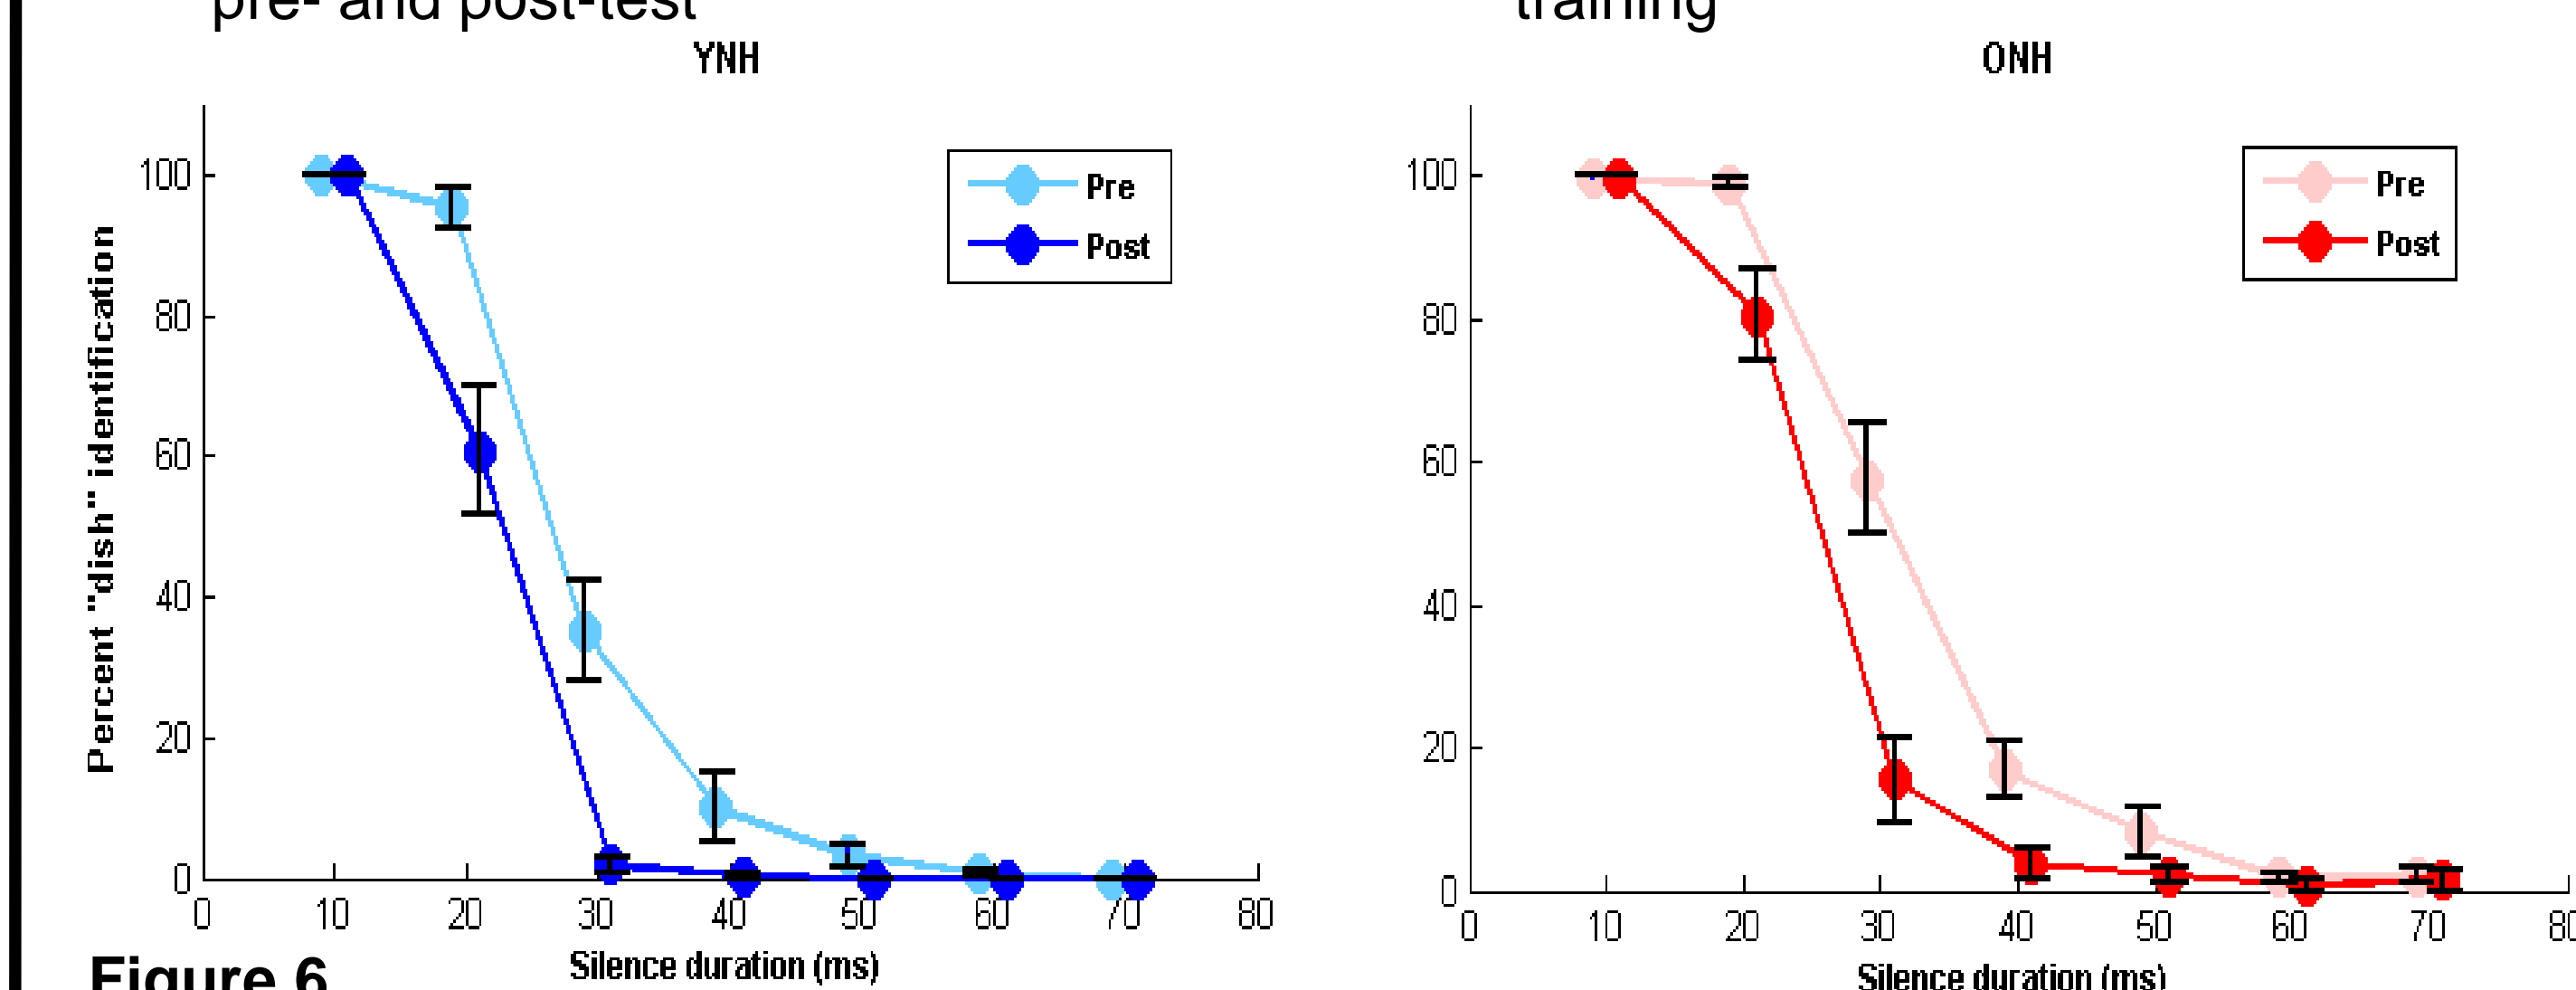 pre- and post-test
training
YNH
100
80
60
40
20
0
0 10 20 30 40 50 60 70 80
Percent "dish" identification
Silence duration (ms)
Pre
Post
Figure 6
ONH
100
80
60
40
20
0
0 10 20 30 40 50 60 70 80
Silence duration (ms)
Pre
Post